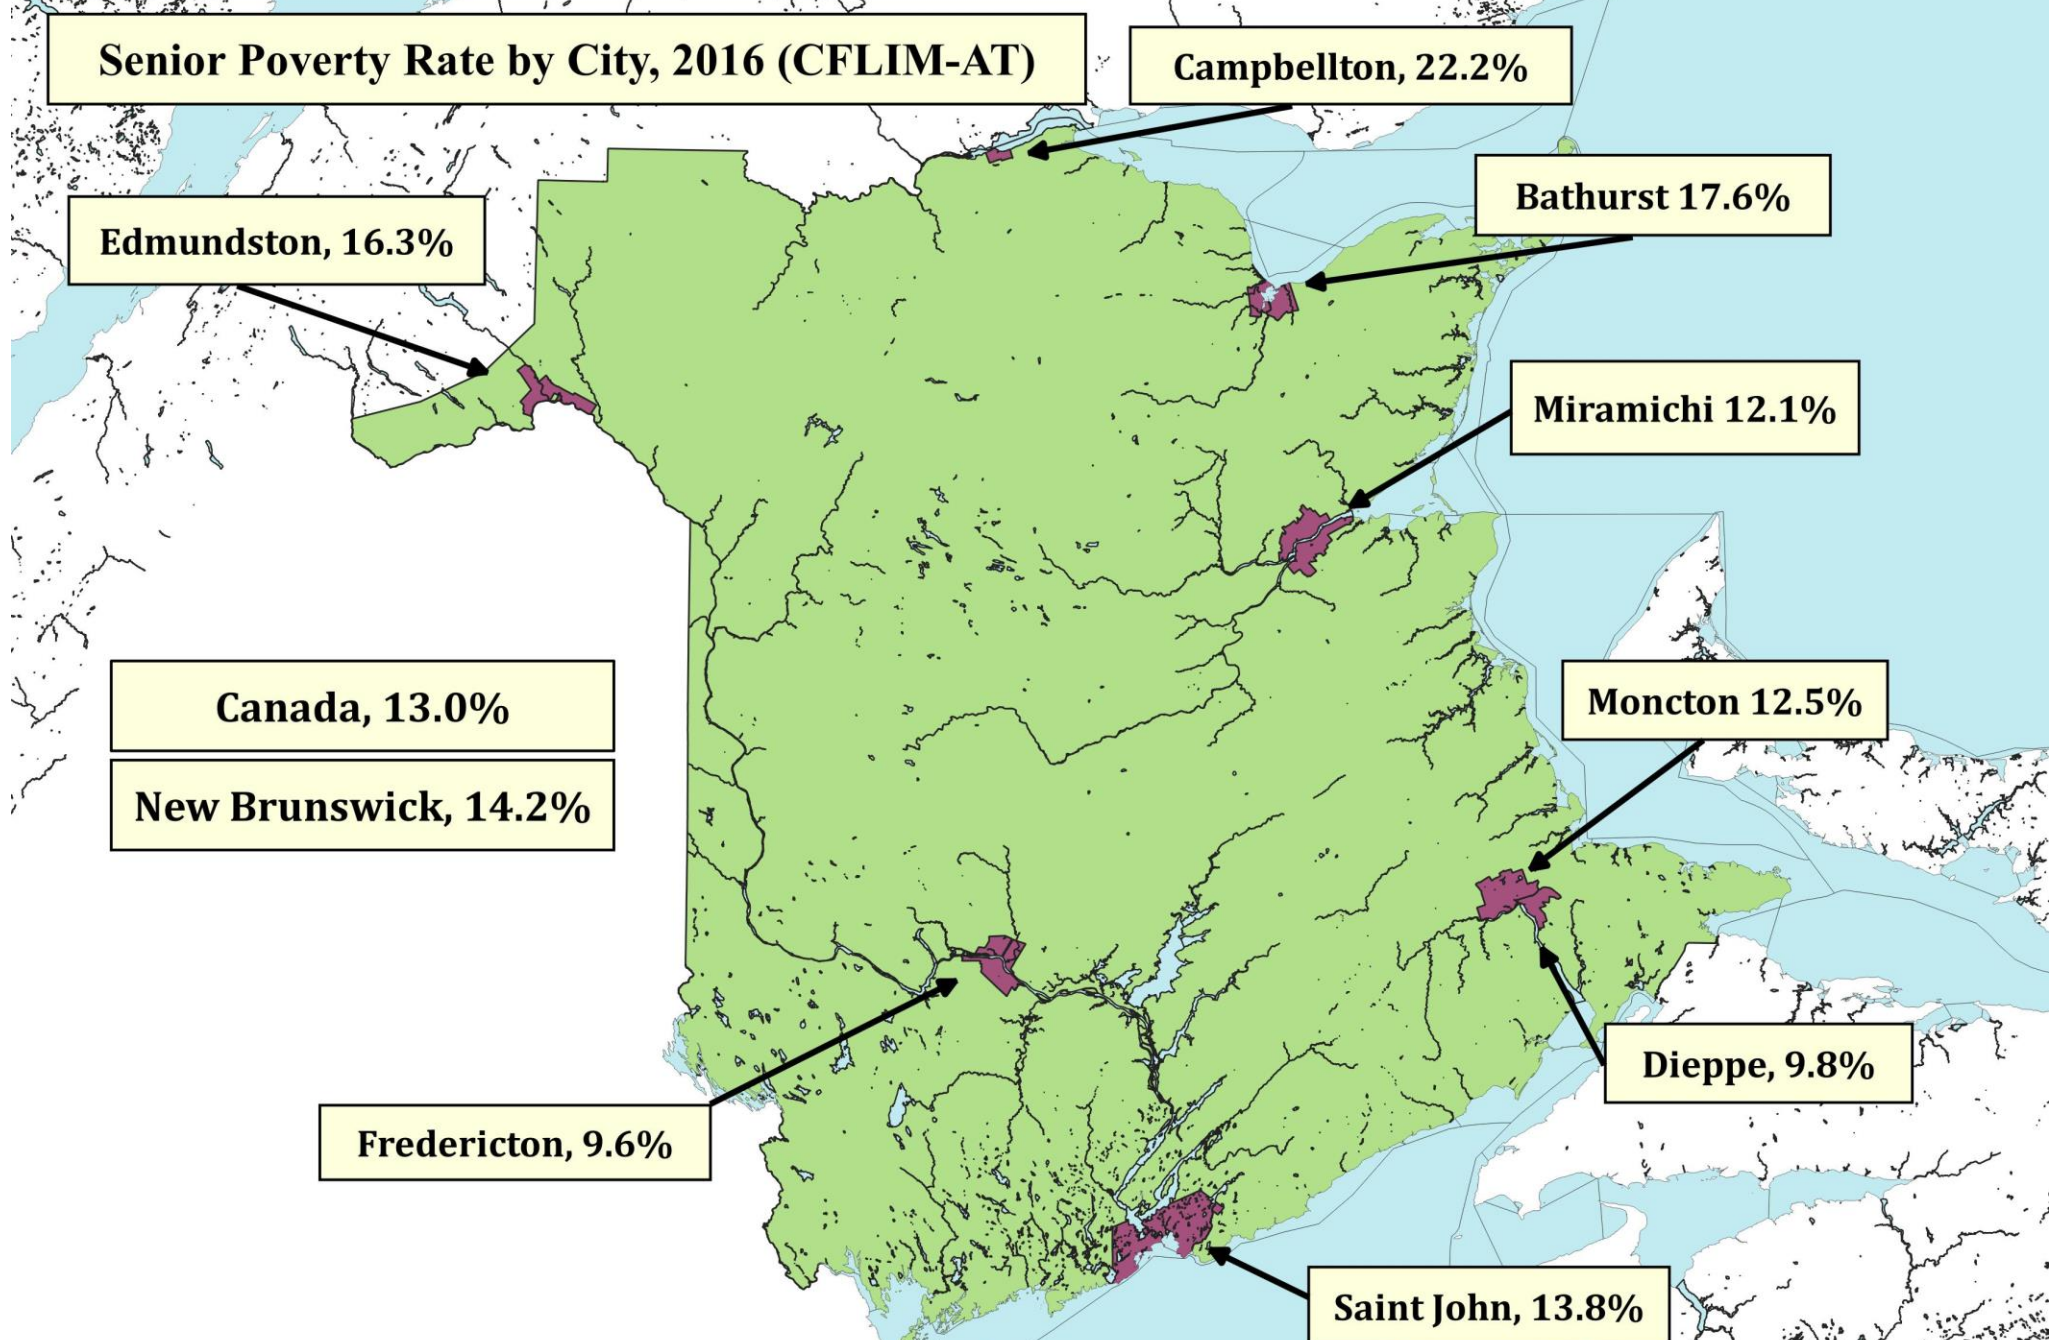 Senior Poverty Rate by City, 2016 (CFLIM-AT)
Campbellton, 22.2%
Bathurst 17.6%
Edmundston, 16.3%
Miramichi 12.1%
Canada, 13.0%
Moncton 12.5%
New Brunswick, 14.2%
Dieppe, 9.8%
Fredericton, 9.6%
Saint John, 13.8%